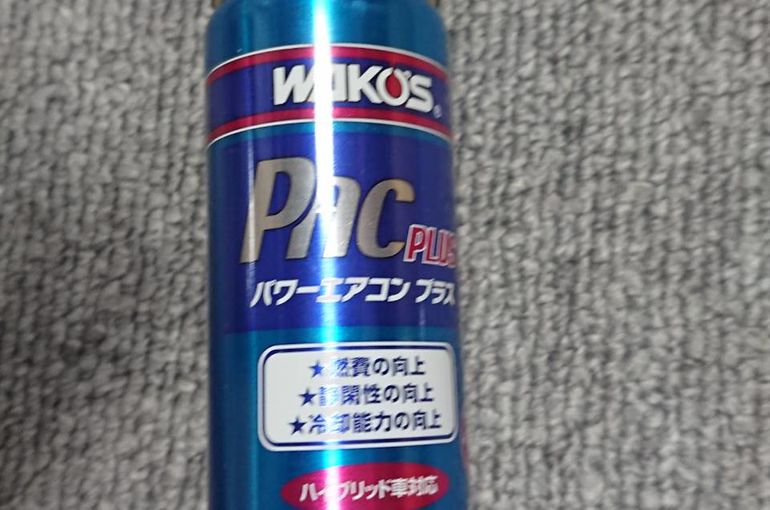 WAKO'S®
PAC PLUS
パワーエアコン プラス
★燃費の向上
★静閑性の向上
★冷却能力の向上
ハイブリッド車対応